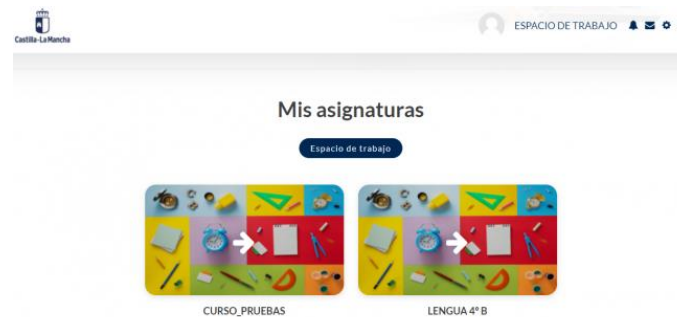 Castilla-La Mancha
ESPACIO DE TRABAJO
Mis asignaturas
Espacio de trabajo
CURSO_PRUEBAS
LENGUA 4º B